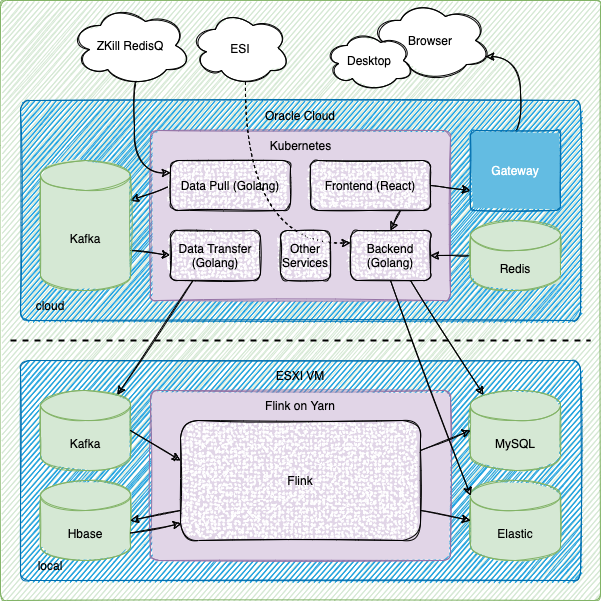 ZKill RedisQ
ESI
Browser
Desktop
Oracle Cloud
Kubernetes
Data Pull (Golang)
Frontend (React)
Gateway
Kafka
Data Transfer
(Golang)
Other
Services
Backend
(Golang)
Redis
cloud
ESXI VM
Flink on Yarn
Kafka
MySQL
Flink
Hbase
Elastic
local